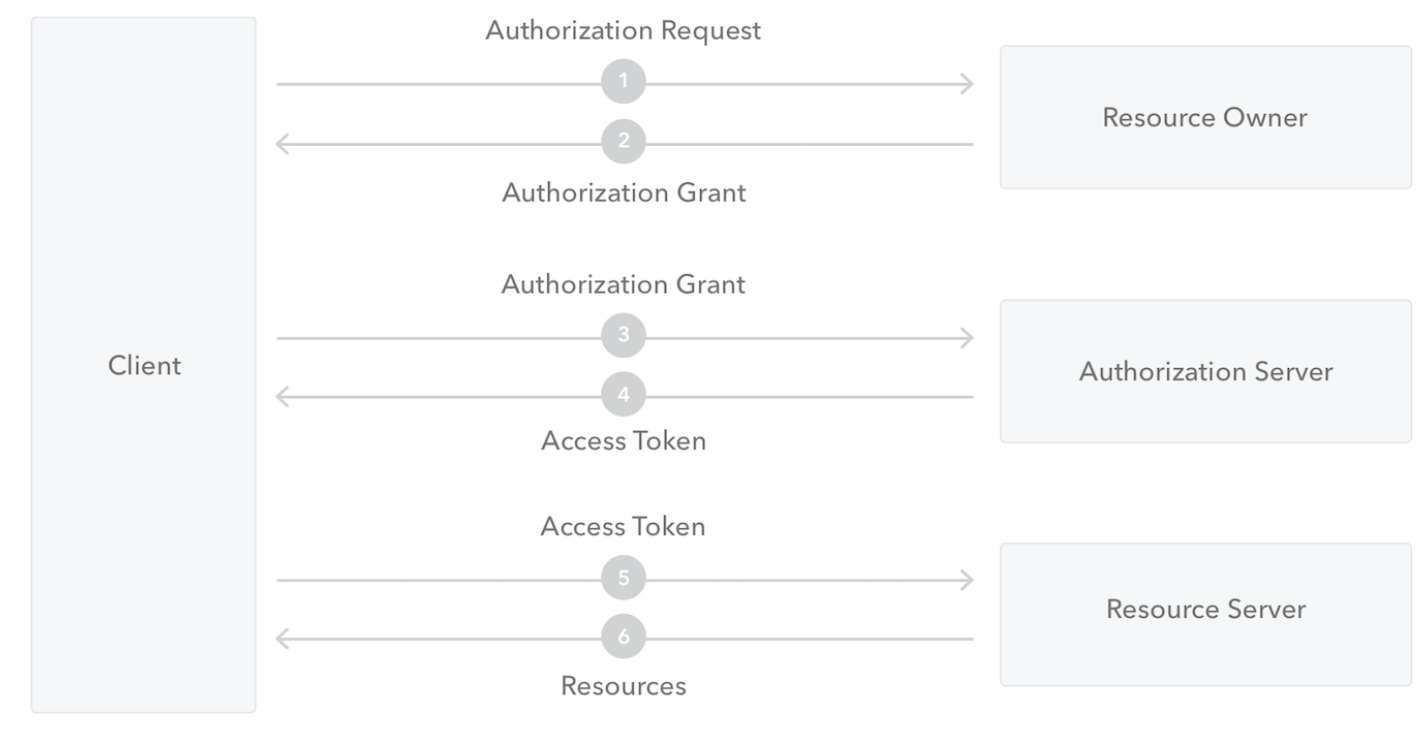 Authorization Request
1
Resource Owner
2
Authorization Grant
Authorization Grant
3
Client
Authorization Server
4
Access Token
Access Token
5
Resource Server
6
Resources